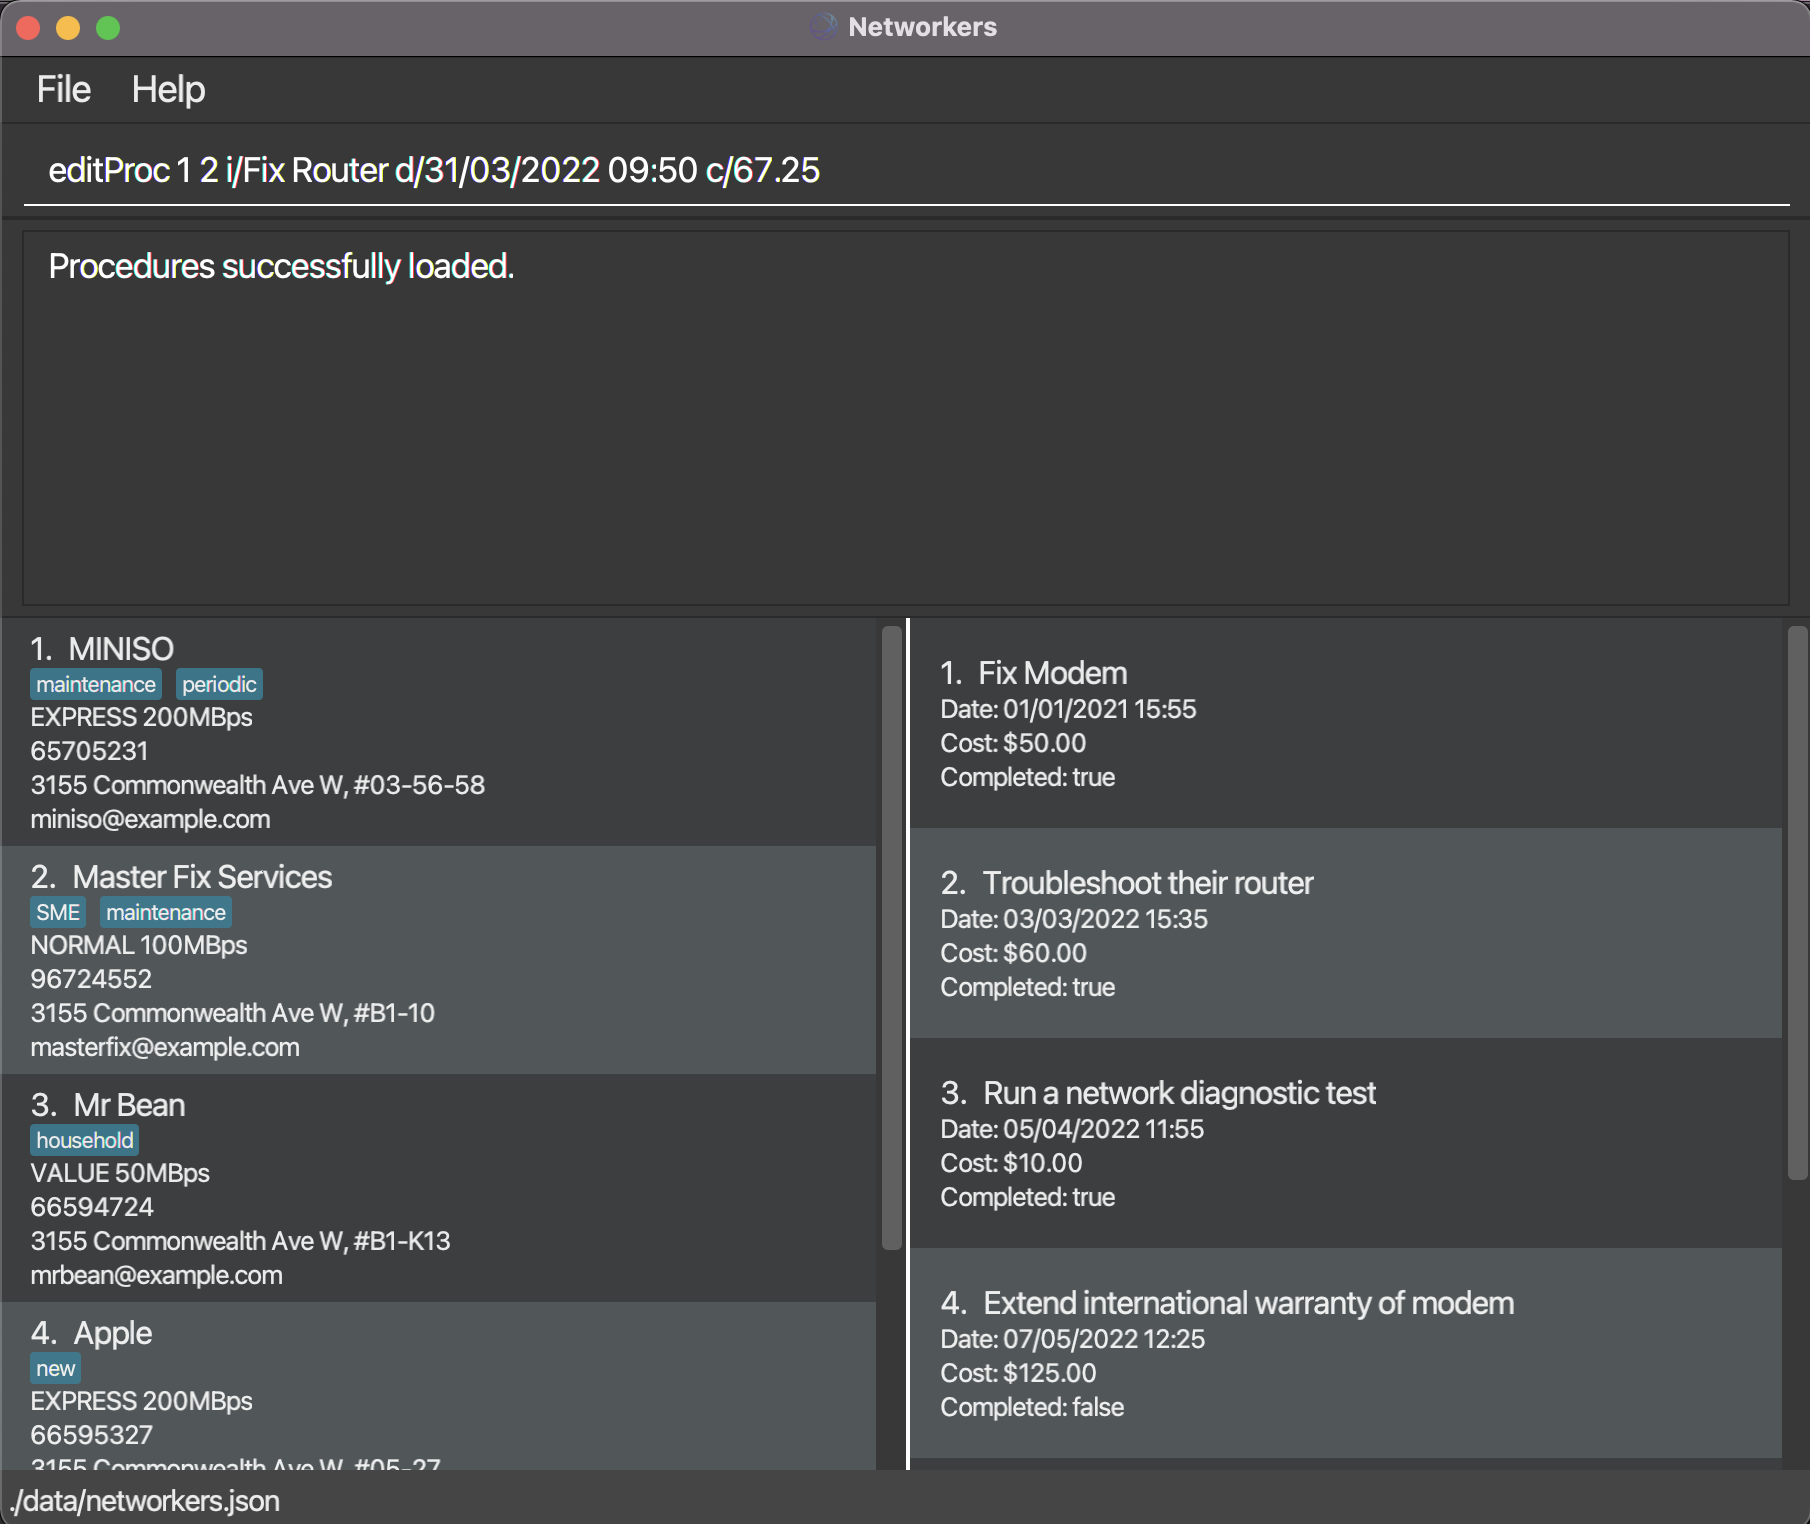 Networkers
File Help
editProc 1 2 i/Fix Router d/31/03/2022 09:50 c/67.25
Procedures successfully loaded.
1. MINISO
maintenance periodic
EXPRESS 200MBps
65705231
3155 Commonwealth Ave W, #03-56-58
miniso@example.com
2. Master Fix Services
SME maintenance
NORMAL 100MBps
96724552
3155 Commonwealth Ave W, #B1-10
masterfix@example.com
3. Mr Bean
household
VALUE 50MBps
66594724
3155 Commonwealth Ave W, #B1-K13
mrbean@example.com
4. Apple
new
EXPRESS 200MBps
66595327
3155 Commonwealth Ave W, #05-27
1. Fix Modem
Date: 01/01/2021 15:55
Cost: $50.00
Completed: true
2. Troubleshoot their router
Date: 03/03/2022 15:35
Cost: $60.00
Completed: true
3. Run a network diagnostic test
Date: 05/04/2022 11:55
Cost: $10.00
Completed: true
4. Extend international warranty of modem
Date: 07/05/2022 12:25
Cost: $125.00
Completed: false
./data/networkers.json